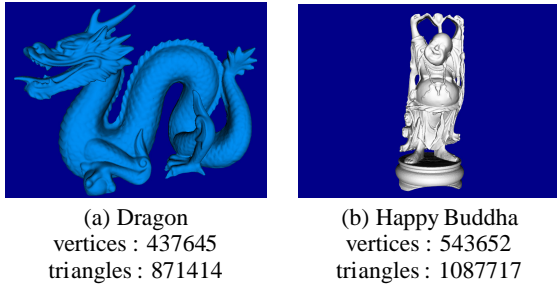 (a) Dragon
vertices : 437645
triangles : 871414
(b) Happy Buddha
vertices : 543652
triangles : 1087717